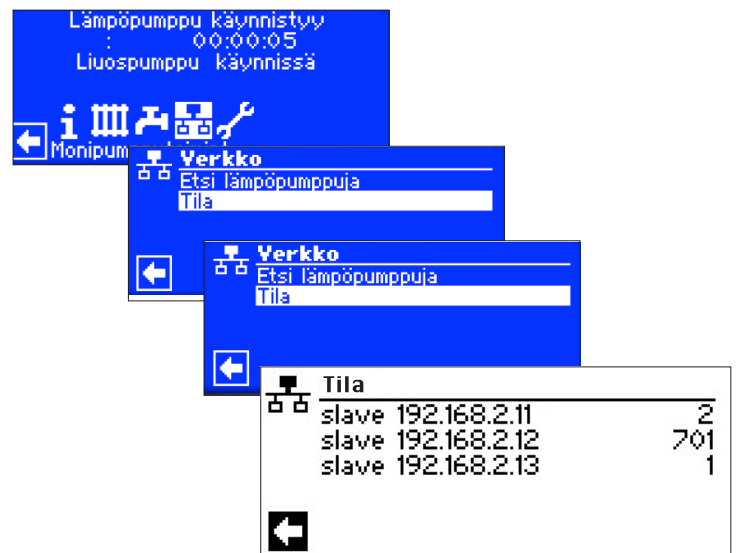 Lämpöpumppu käynnistyy
: 00:00:05
Liuospumppu käynnissä
Verkko
Etsi lämpöpumppuja
Tila
Verkko
Etsi lämpöpumppuja
Tila
Tila
slave 192.168.2.11 2
slave 192.168.2.12 701
slave 192.168.2.13 1